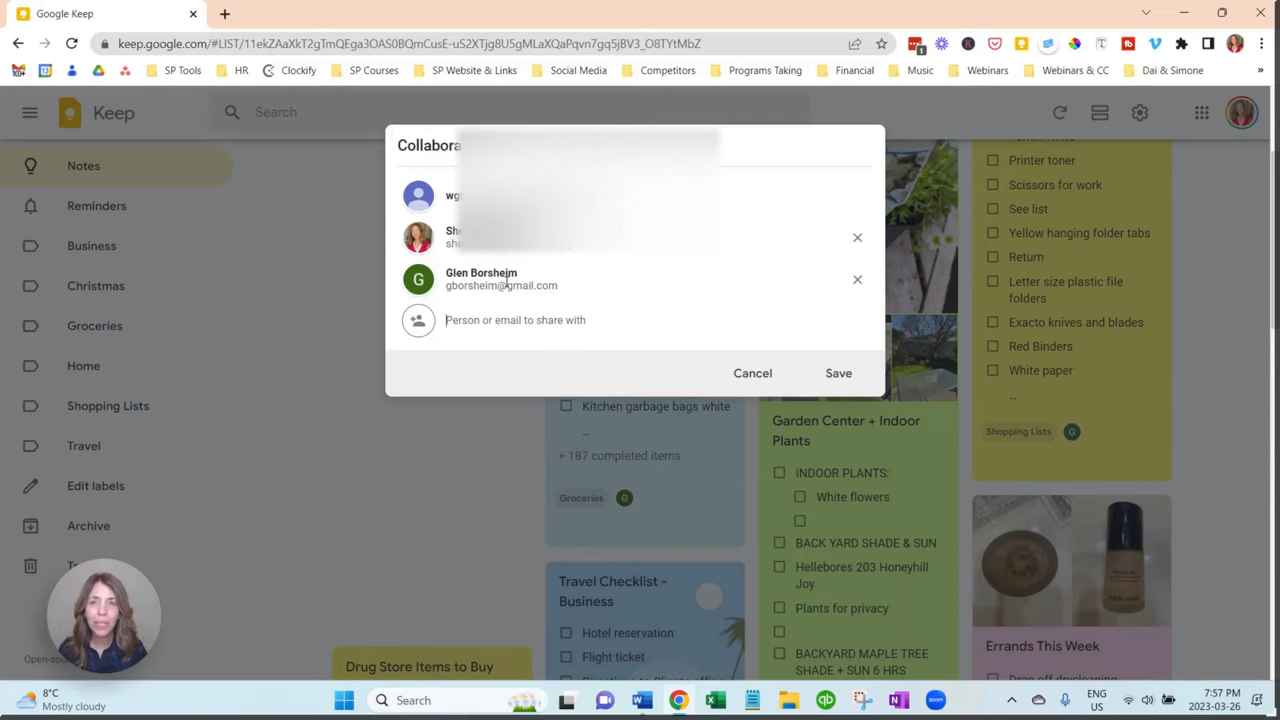 Google Keep
keep.google.com/#LIST/11ekZAaXkT2gTmQEga3GAS0BQmtusE-uS2XTjg8U5gMLaXQaPqvn7gq5jBV3_O8TYtMbZ
SP Tools
HR
Clockify
SP Courses
SP Website & Links
Social Media
Competitors
Programs Taking
Financial
Music
Webinars
Webinars & CC
Dai & Simone
Keep
Search
Notes
Reminders
Business
Christmas
Groceries
Home
Shopping Lists
Travel
Edit labels
Archive
Collabora
wg
She
she
Glen Borsheim
gborsheim@gmail.com
Person or email to share with
Cancel
Save
Kitchen garbage bags white
...
+ 187 completed items.
Groceries
G
Travel Checklist -
Business
Hotel reservation
Flight ticket
Drug Store Items to Buy
Garden Center + Indoor
Plants
INDOOR PLANTS:
White flowers
BACK YARD SHADE & SUN
Hellebores 203 Honeyhill
Joy
Plants for privacy
BACKYARD MAPLE TREE
SHADE + SUN 6 HRS
Printer toner
Scissors for work
See list
Yellow hanging folder tabs
Return
Letter size plastic file
folders
Exacto knives and blades
Red Binders
White paper
...
Shopping Lists
G
Errands This Week
8°C
Mostly cloudy
Search
ENG
US
7:57 PM
2023-03-26